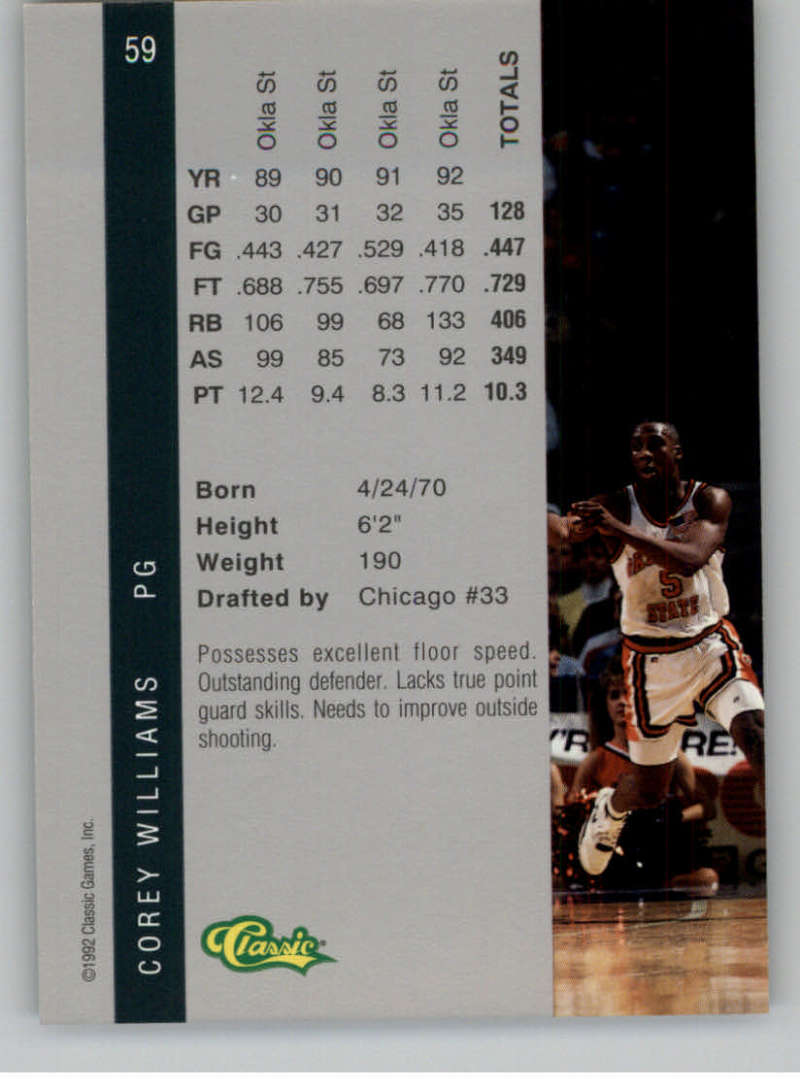 59
Okla St Okla St Okla St Okla St TOTALS
YR 89 90 91 92
GP 30 31 32 35 128
FG .443 .427 .529 .418 .447
FT .688 .755 .697 .770 .729
RB 106 99 68 133 406
AS 99 85 73 92 349
PT 12.4 9.4 8.3 11.2 10.3
Born 4/24/70
Height 6'2"
Weight 190
Drafted by Chicago #33
Possesses excellent floor speed.
Outstanding defender. Lacks true point
guard skills. Needs to improve outside
shooting.
COREY WILLIAMS PG
©1992 Classic Games, Inc.
Classic®
5
STATE